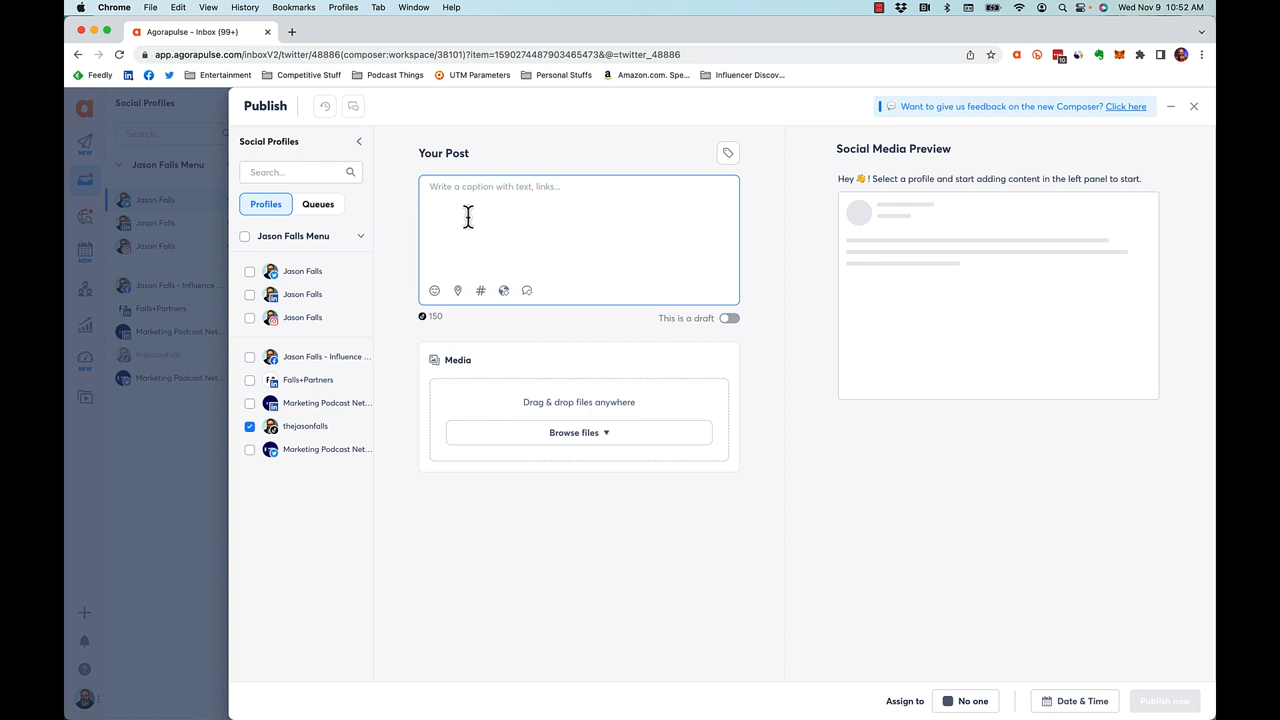 Chrome File Edit View History Bookmarks Profiles Tab Window Help Wed Nov 9 10:52 AM
Agorapulse - Inbox (99+)
app.agorapulse.com/inboxV2/twitter/48886(composer:workspace/38101)?item=1590274487903465473&@=twitter_48886
Feedly Entertainment Competitive Stuff Podcast Things UTM Parameters Personal Stuffs Amazon.com. Spe... Influencer Discov...
Social Profiles
Search...
Jason Falls Menu
Jason Falls
Jason Falls
Jason Falls
Jason Falls - Influence ...
Falls+Partners
Marketing Podcast Net...
thejasonfalls
Marketing Podcast Net...
NEW
NEW
NEW
Publish
Want to give us feedback on the new Composer? Click here
Social Profiles
Search...
Profiles Queues
Jason Falls Menu
Jason Falls
Jason Falls
Jason Falls
Jason Falls - Influence ...
Falls+Partners
Marketing Podcast Net...
thejasonfalls
Marketing Podcast Net...
Your Post
Write a caption with text, links...
150
This is a draft
Media
Drag & drop files anywhere
Browse files
Social Media Preview
Hey 👋 ! Select a profile and start adding content in the left panel to start.
Assign to No one Date & Time Publish now